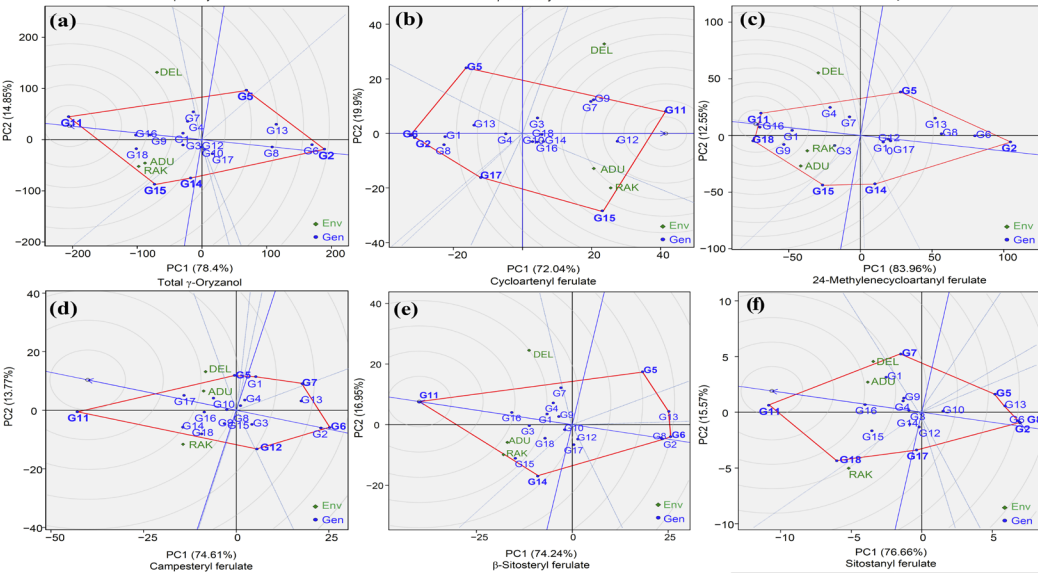 (a)
PC2 (14.85%)
200
100
0
−100
−200
DEL
G5
G11
G7
G4
G13
G16
G9
G1
G3
G12
G10
G17
G18
ADU
RAK
G15
G14
G8
G6
G2
Env
Gen
−200
−100
0
100
200
PC1 (78.4%)
Total γ-Oryzanol
(b)
PC2 (19.9%)
40
20
0
−20
−40
DEL
G5
G9
G7
G11
G13
G3
G1
G18
G4
G14
G16
G12
G6
G2
G8
G17
ADU
RAK
G15
Env
Gen
−20
0
20
40
PC1 (72.04%)
Cycloartenyl ferulate
(c)
PC2 (12.55%)
100
50
0
−50
−100
DEL
G5
G4
G7
G11
G16
G13
G8
G6
G2
G1
G18
G9
RAK
G3
G12
G17
ADU
G15
G14
Env
Gen
−50
0
50
100
PC1 (83.96%)
24-Methylenecycloartanyl ferulate
(d)
PC2 (13.77%)
40
20
0
−20
−40
DEL
G5
G1
G7
ADU
G17
G10
G4
G13
G11
G16
G8
G14
G15
G3
G18
G2
G6
RAK
G12
Env
Gen
−50
−25
0
25
PC1 (74.61%)
Campesteryl ferulate
(e)
PC2 (16.95%)
40
20
0
−20
DEL
G5
G7
G11
G4
G16
G1
G9
G13
G3
G10
ADU
G18
G12
G8
G6
G2
RAK
G15
G17
G14
Env
Gen
−25
0
25
PC1 (74.24%)
β-Sitosteryl ferulate
(f)
PC2 (15.57%)
10
5
0
−5
−10
G7
DEL
G1
ADU
G5
G11
G16
G9
G4
G10
G13
G3
G6
G8
G14
G2
G15
G12
G18
G17
RAK
Env
Gen
−10
−5
0
5
PC1 (76.66%)
Sitostanyl ferulate